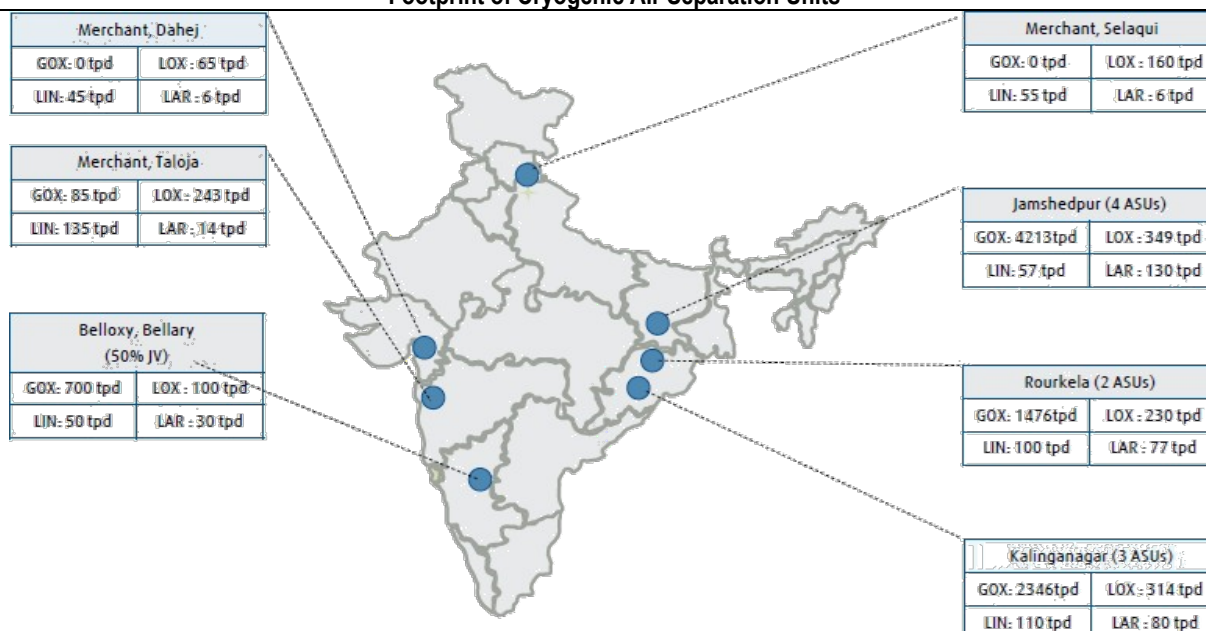 Footprint of Cryogenic Air Separation Units
Merchant, Dahej
GOX: 0 tpd LOX : 65 tpd
LIN: 45 tpd LAR : 6 tpd
Merchant, Taloja
GOX: 85 tpd LOX : 243 tpd
LIN: 135 tpd LAR : 14 tpd
Belloxy, Bellary
(50% JV)
GOX: 700 tpd LOX : 100 tpd
LIN: 50 tpd LAR : 30 tpd
Merchant, Selaqui
GOX: 0 tpd LOX : 160 tpd
LIN: 55 tpd LAR : 6 tpd
Jamshedpur (4 ASUs)
GOX: 4213tpd LOX : 349 tpd
LIN: 57 tpd LAR : 130 tpd
Rourkela (2 ASUs)
GOX: 1476tpd LOX : 230 tpd
LIN: 100 tpd LAR : 77 tpd
Kalinganagar (3 ASUs)
GOX: 2346tpd LOX : 314 tpd
LIN: 110 tpd LAR : 80 tpd